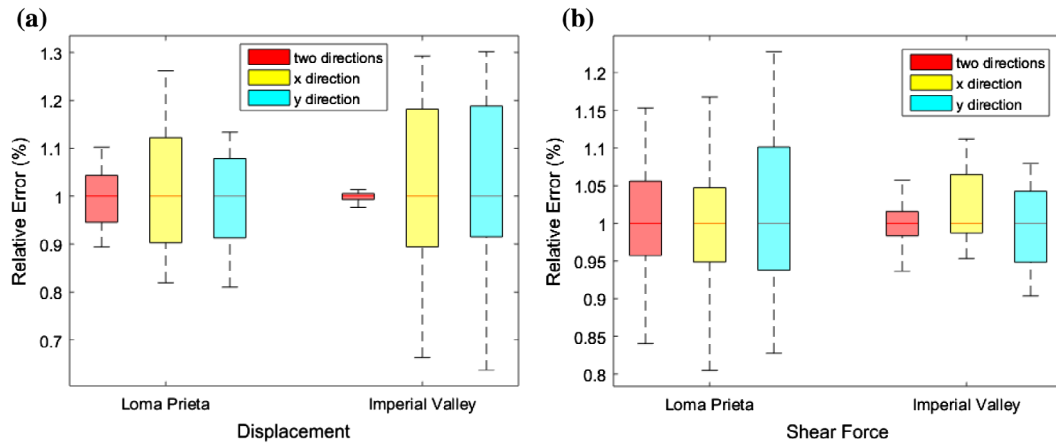 (a)
two directions
x direction
y direction
1.3
1.2
1.1
1
0.9
0.8
0.7
Relative Error (%)
Loma Prieta
Imperial Valley
Displacement
(b)
two directions
x direction
y direction
1.2
1.15
1.1
1.05
1
0.95
0.9
0.85
0.8
Relative Error (%)
Loma Prieta
Imperial Valley
Shear Force